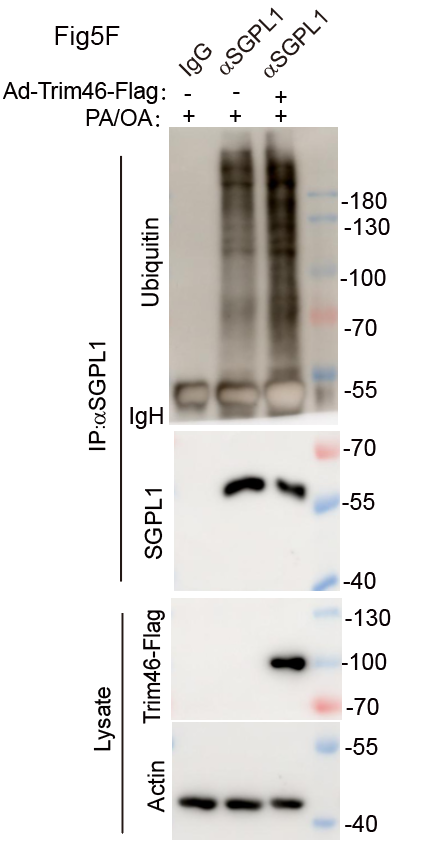 Fig5F
IgG αSGPL1 αSGPL1
Ad-Trim46-Flag: - - +
PA/OA: + + +
IP:αSGPL1
Ubiquitin
-180
-130
-100
-70
-55
IgH
SGPL1
-70
-55
-40
Lysate
Trim46-Flag
-130
-100
-70
Actin
-55
-40